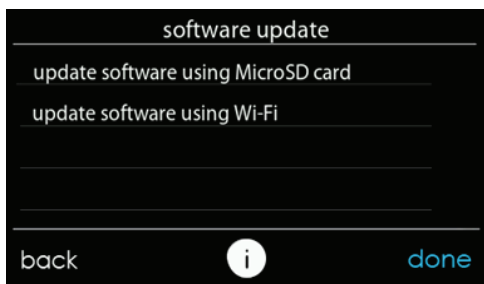 software update
update software using MicroSD card
update software using Wi-Fi
back i done